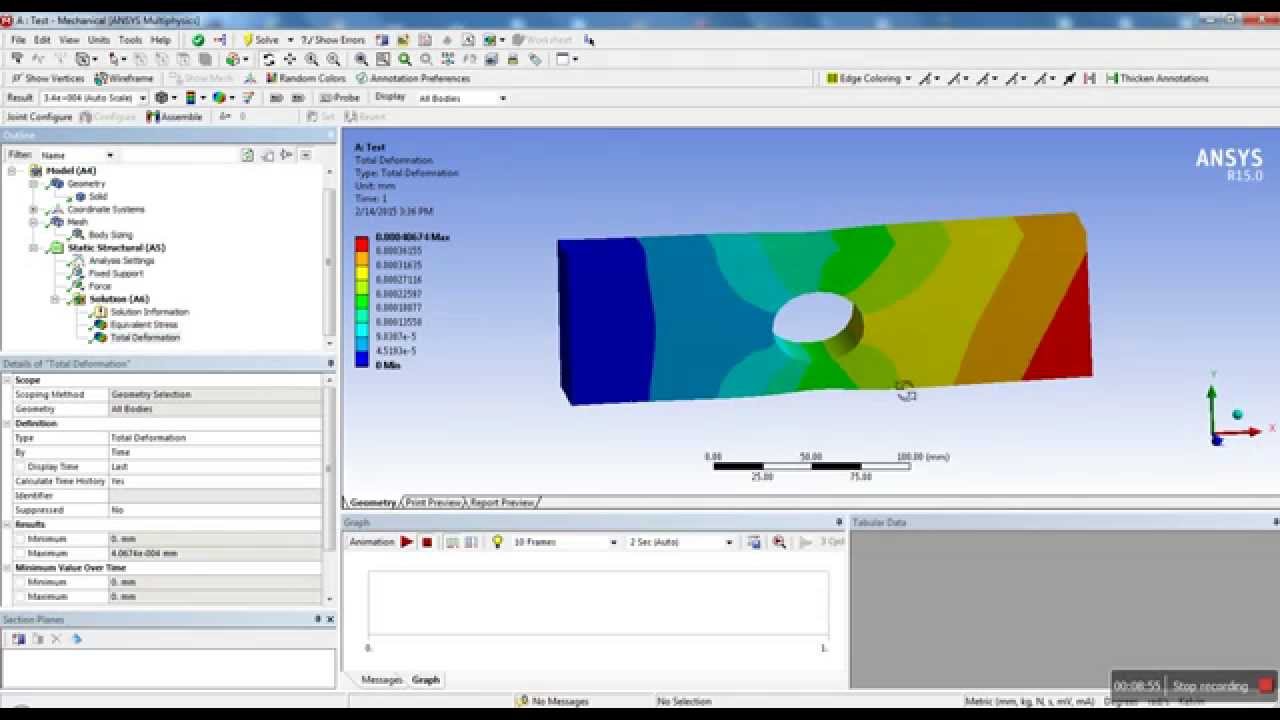 A : Test - Mechanical [ANSYS Multiphysics]
File Edit View Units Tools Help Solve ?/ Show Errors Worksheet
Show Vertices Wireframe Show Mesh Random Colors Annotation Preferences Edge Coloring Thicken Annotations
Result 3.4e+004 (Auto Scale) Probe Display All Bodies
Joint Configure Configure Assemble 0 Set Revert
Outline
Filter: Name
Model (A4)
Geometry
Solid
Coordinate Systems
Mesh
Body Sizing
Static Structural (A5)
Analysis Settings
Fixed Support
Force
Solution (A6)
Solution Information
Equivalent Stress
Total Deformation
Details of "Total Deformation"
Scope
Scoping Method Geometry Selection
Geometry All Bodies
Definition
Type Total Deformation
By Time
Display Time Last
Calculate Time History Yes
Identifier
Suppressed No
Results
Minimum 0. mm
Maximum 4.0674e-004 mm
Minimum Value Over Time
Minimum 0. mm
Maximum 0. mm
Section Planes
A: Test
Total Deformation
Type: Total Deformation
Unit: mm
Time: 1
2/14/2015 3:36 PM
0.00040674 Max
0.00036155
0.00031635
0.00027116
0.00022597
0.00018077
0.00013558
9.0387e-5
4.5193e-5
0 Min
ANSYS
R15.0
Y
X
0.00 50.00 100.00 (mm)
25.00 75.00
Geometry Print Preview Report Preview
Graph
Animation 10 Frames 2 Sec (Auto) 3 Cycl
0. 1.
Messages Graph
Tabular Data
00:08:55 Stop recording
No Messages No Selection Metric (mm, kg, N, s, mV, mA) Degrees rad/s Kelvin